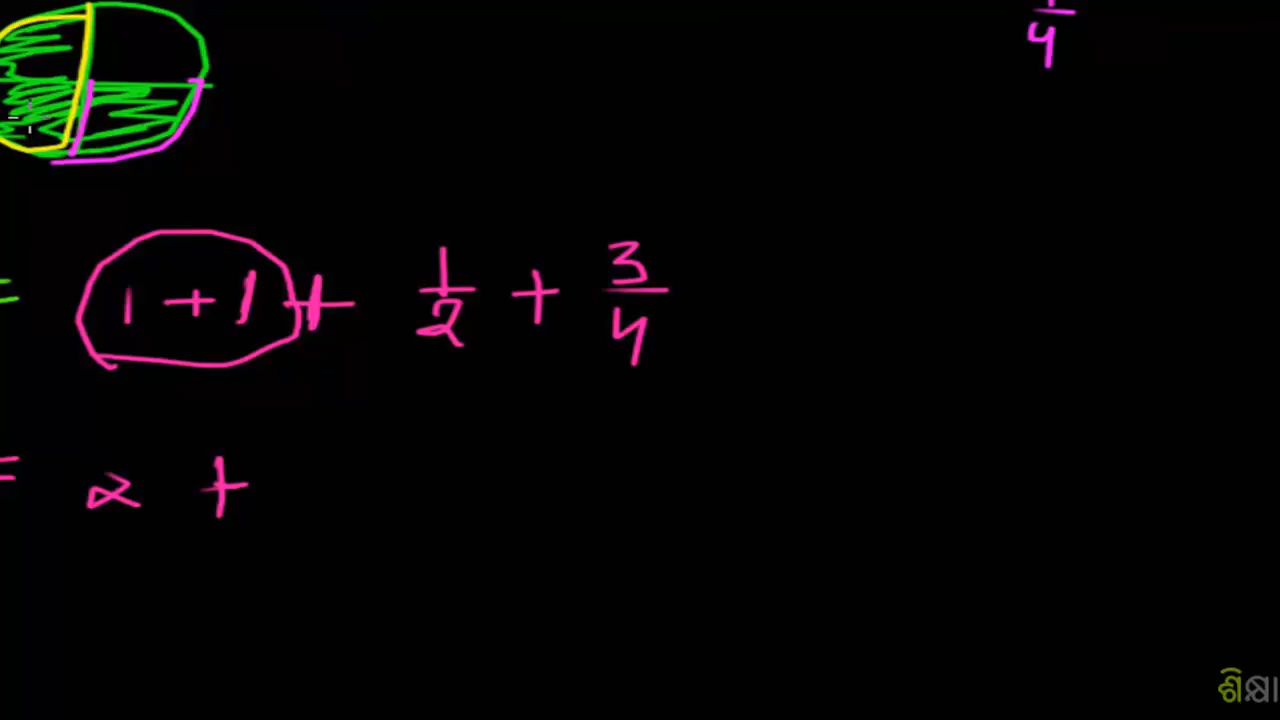 1/4
= 1 + 1 + 1/2 + 3/4
= 2 +
ଶିକ୍ଷା